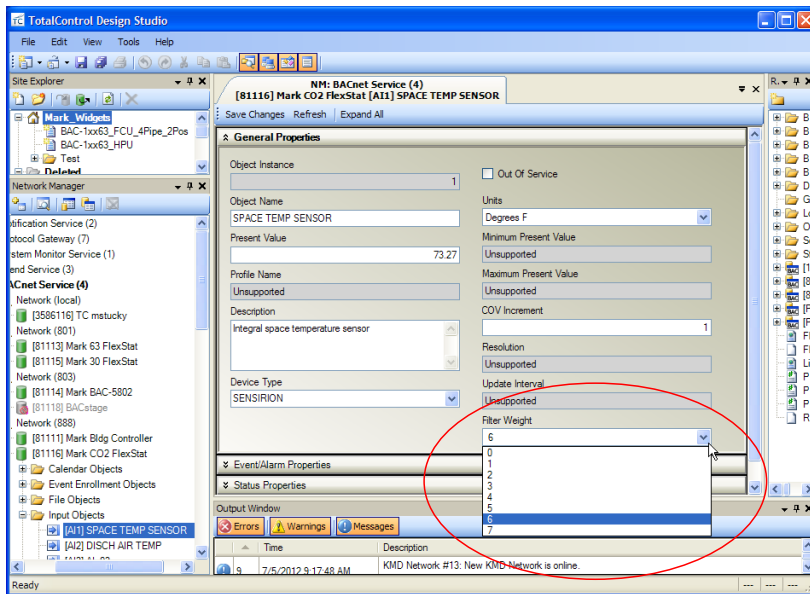 TotalControl Design Studio
File Edit View Tools Help
Site Explorer
Mark_Widgets
BAC-1xx63_FCU_4Pipe_2Pos
BAC-1xx63_HPU
Test
Deleted
Network Manager
tification Service (2)
otocol Gateway (7)
stem Monitor Service (1)
end Service (3)
ACnet Service (4)
Network (local)
[3586116] TC mstucky
Network (801)
[81113] Mark 63 FlexStat
[81115] Mark 30 FlexStat
Network (803)
[81114] Mark BAC-5802
[81118] BACstage
Network (888)
[81111] Mark Bldg Controller
[81116] Mark CO2 FlexStat
Calendar Objects
Event Enrollment Objects
File Objects
Input Objects
[AI1] SPACE TEMP SENSOR
[AI2] DISCH AIR TEMP
NM: BACnet Service (4)
[81116] Mark CO2 FlexStat [AI1] SPACE TEMP SENSOR
Save Changes Refresh Expand All
General Properties
Object Instance
1
Out Of Service
Object Name
SPACE TEMP SENSOR
Units
Degrees F
Present Value
73.27
Minimum Present Value
Unsupported
Profile Name
Unsupported
Maximum Present Value
Unsupported
Description
Integral space temperature sensor
COV Increment
1
Resolution
Unsupported
Device Type
SENSIRION
Update Interval
Unsupported
Filter Weight
6
0
1
2
3
4
5
6
7
Event/Alarm Properties
Status Properties
Output Window
Errors Warnings Messages
Time Description
9 7/5/2012 9:17:48 AM KMD Network #13: New KMD Network is online.
R..
B
B
B
B
B
D
G
Lo
O
S
S
[1
[8
[8
[F
[F
Fl
Fl
Li
P
P
P
R
Ready